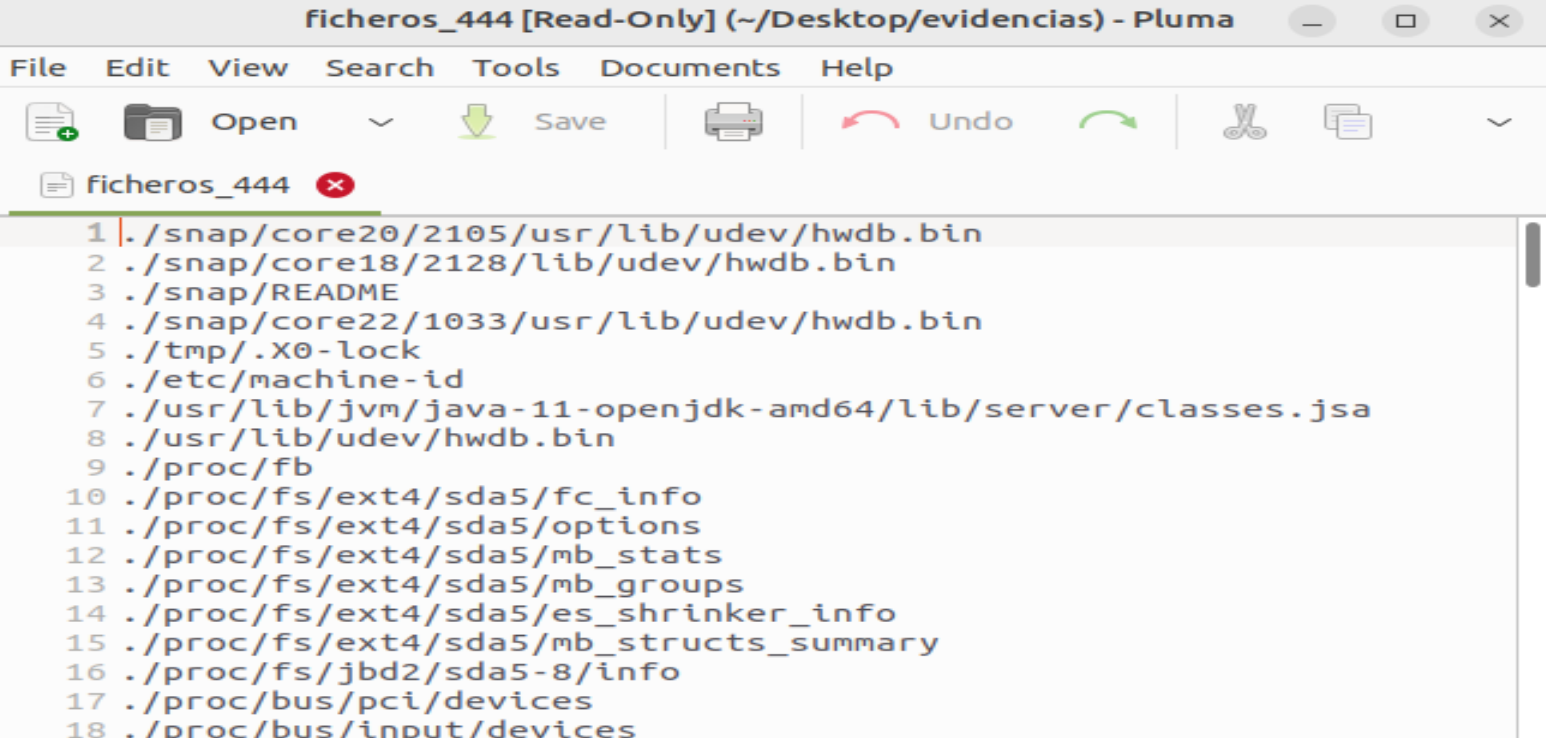 ficheros_444 [Read-Only] (~/Desktop/evidencias) - Pluma
File Edit View Search Tools Documents Help
Open Save Undo
ficheros_444
1 ./snap/core20/2105/usr/lib/udev/hwdb.bin
2 ./snap/core18/2128/lib/udev/hwdb.bin
3 ./snap/README
4 ./snap/core22/1033/usr/lib/udev/hwdb.bin
5 ./tmp/.X0-lock
6 ./etc/machine-id
7 ./usr/lib/jvm/java-11-openjdk-amd64/lib/server/classes.jsa
8 ./usr/lib/udev/hwdb.bin
9 ./proc/fb
10 ./proc/fs/ext4/sda5/fc_info
11 ./proc/fs/ext4/sda5/options
12 ./proc/fs/ext4/sda5/mb_stats
13 ./proc/fs/ext4/sda5/mb_groups
14 ./proc/fs/ext4/sda5/es_shrinker_info
15 ./proc/fs/ext4/sda5/mb_structs_summary
16 ./proc/fs/jbd2/sda5-8/info
17 ./proc/bus/pci/devices
18 ./proc/bus/input/devices